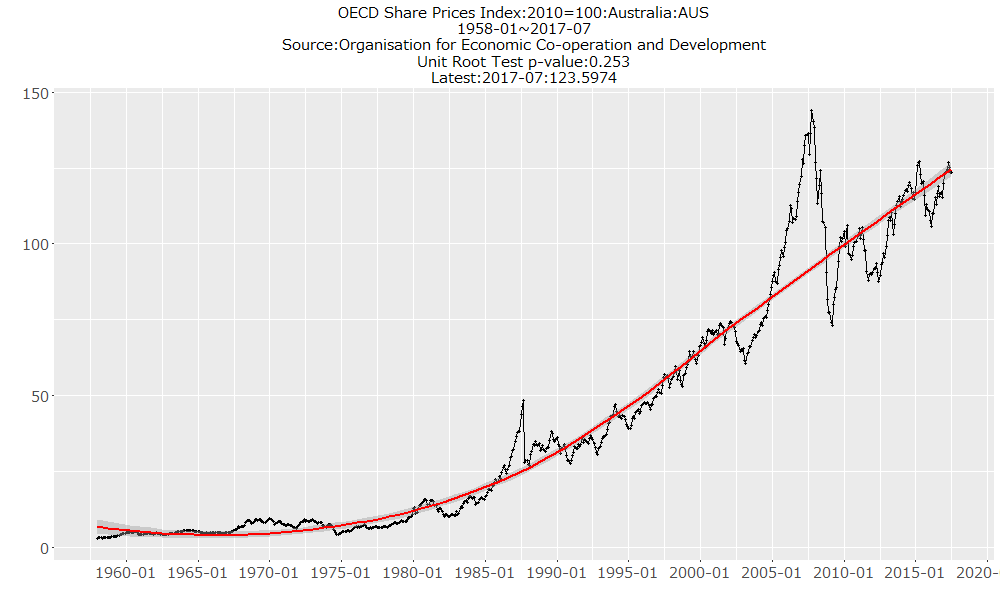 OECD Share Prices Index:2010=100:Australia:AUS
1958-01~2017-07
Source:Organisation for Economic Co-operation and Development
Unit Root Test p-value:0.253
Latest:2017-07:123.5974
150
100
50
0
1960-01 1965-01 1970-01 1975-01 1980-01 1985-01 1990-01 1995-01 2000-01 2005-01 2010-01 2015-01 2020-